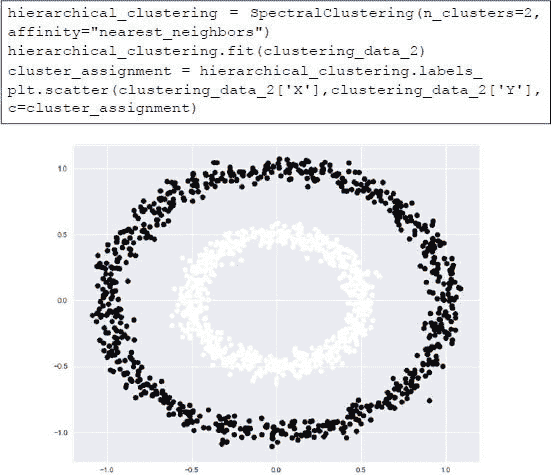 hierarchical_clustering = SpectralClustering(n_clusters=2,
affinity="nearest_neighbors")
hierarchical_clustering.fit(clustering_data_2)
cluster_assignment = hierarchical_clustering.labels_
plt.scatter(clustering_data_2['X'],clustering_data_2['Y'],
c=cluster_assignment)
1.0
0.5
0.0
−0.5
−1.0
−1.0 −0.5 0.0 0.5 1.0